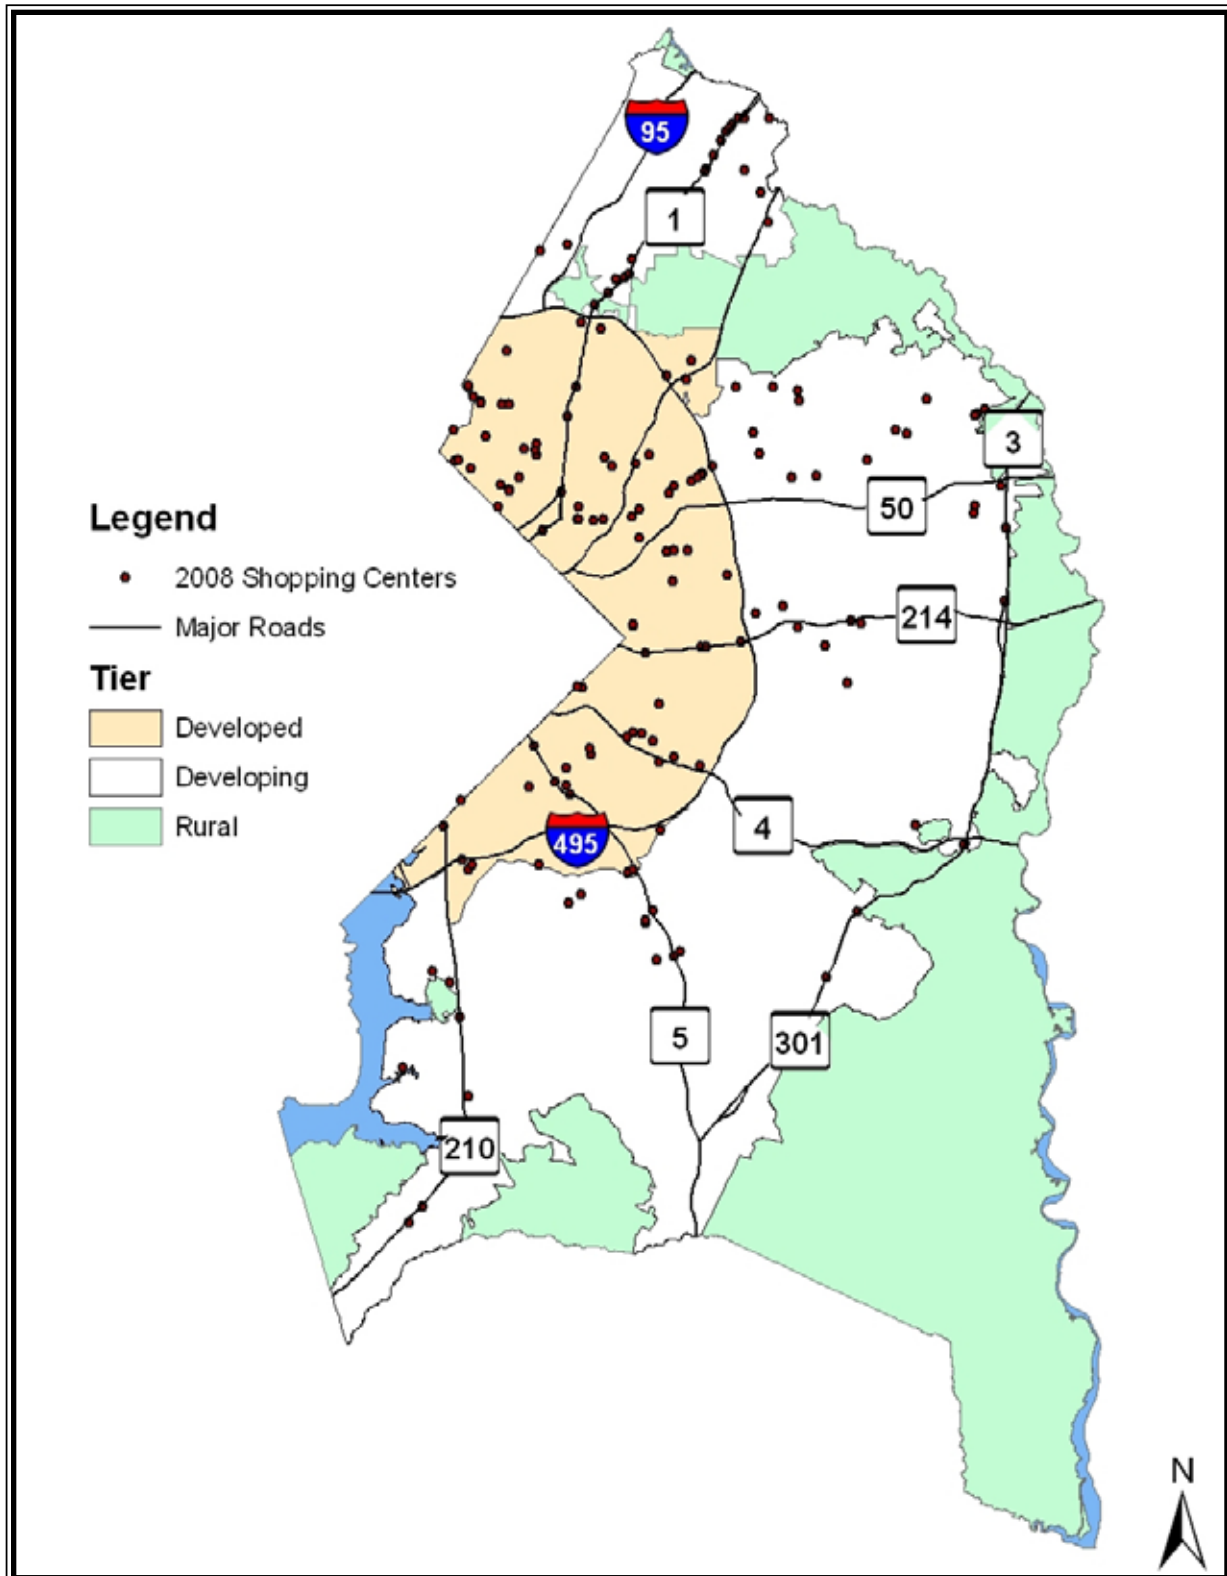 95
1
3
50
Legend
2008 Shopping Centers
Major Roads
214
Tier
Developed
Developing
Rural
4
495
5
301
210
N